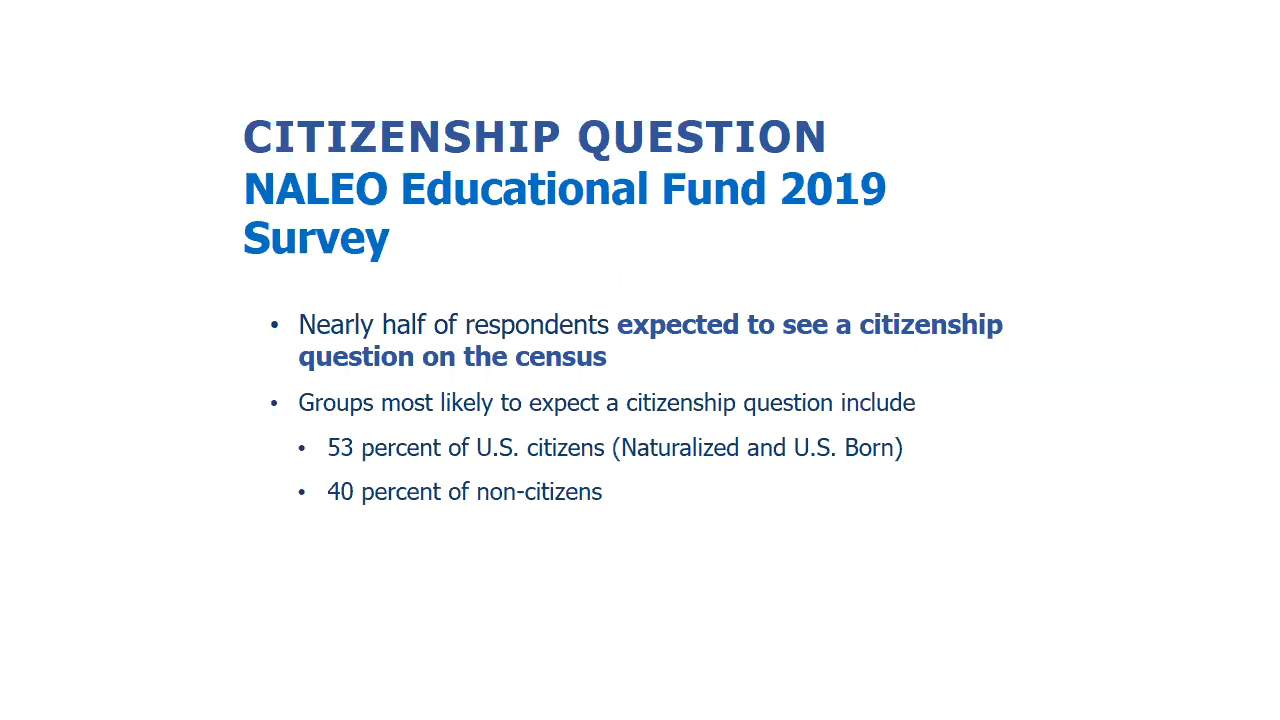 CITIZENSHIP QUESTION
NALEO Educational Fund 2019
Survey
• Nearly half of respondents expected to see a citizenship
question on the census
• Groups most likely to expect a citizenship question include
• 53 percent of U.S. citizens (Naturalized and U.S. Born)
• 40 percent of non-citizens